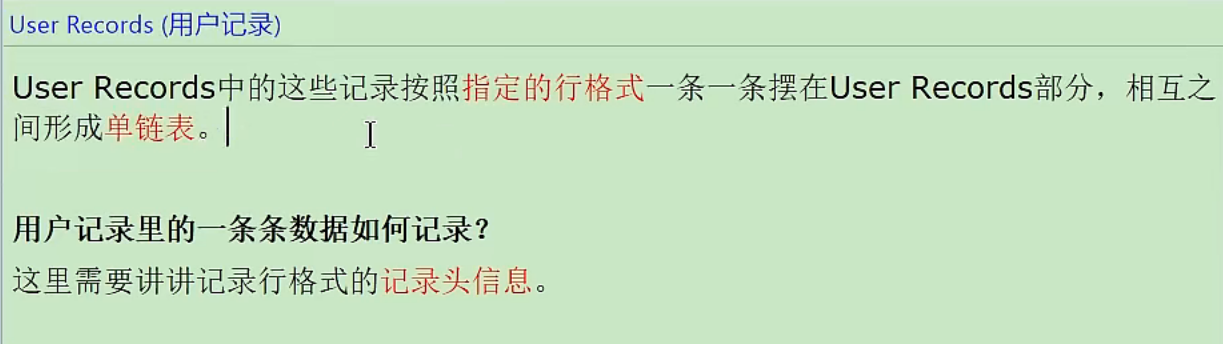 User Records (用户记录)
User Records中的这些记录按照指定的行格式一条一条摆在User Records部分，相互之
间形成单链表。
用户记录里的一条条数据如何记录？
这里需要讲讲记录行格式的记录头信息。